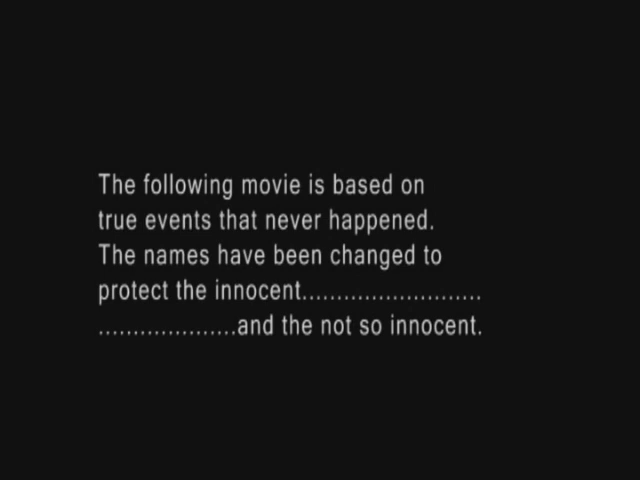 The following movie is based on
true events that never happened.
The names have been changed to
protect the innocent..........................
....................and the not so innocent.